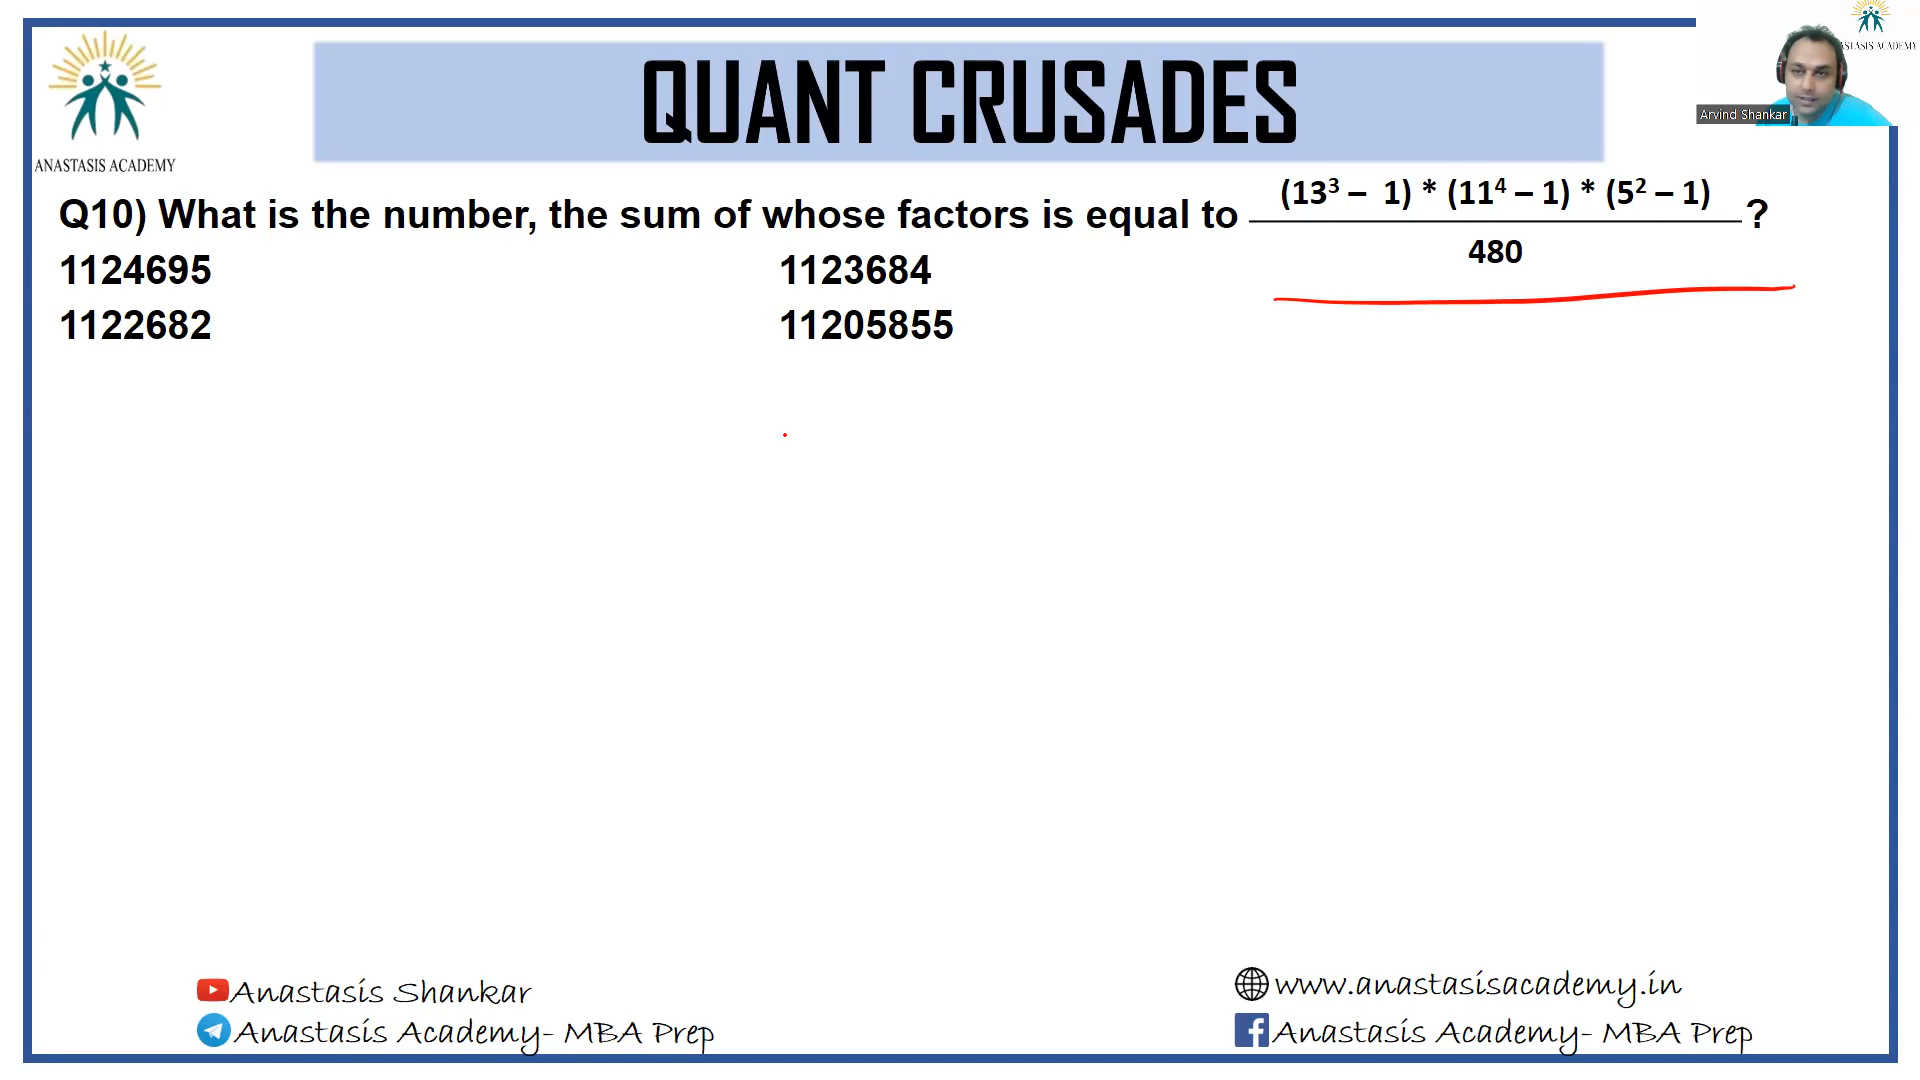 QUANT CRUSADES
ANASTASIS ACADEMY
ASTASIS ACADEMY
Arvind Shankar
Q10) What is the number, the sum of whose factors is equal to (13³ – 1) * (11⁴ – 1) * (5² – 1) / 480 ?
1124695 1123684
1122682 11205855
Anastasis Shankar
Anastasis Academy- MBA Prep
www.anastasisacademy.in
Anastasis Academy- MBA Prep